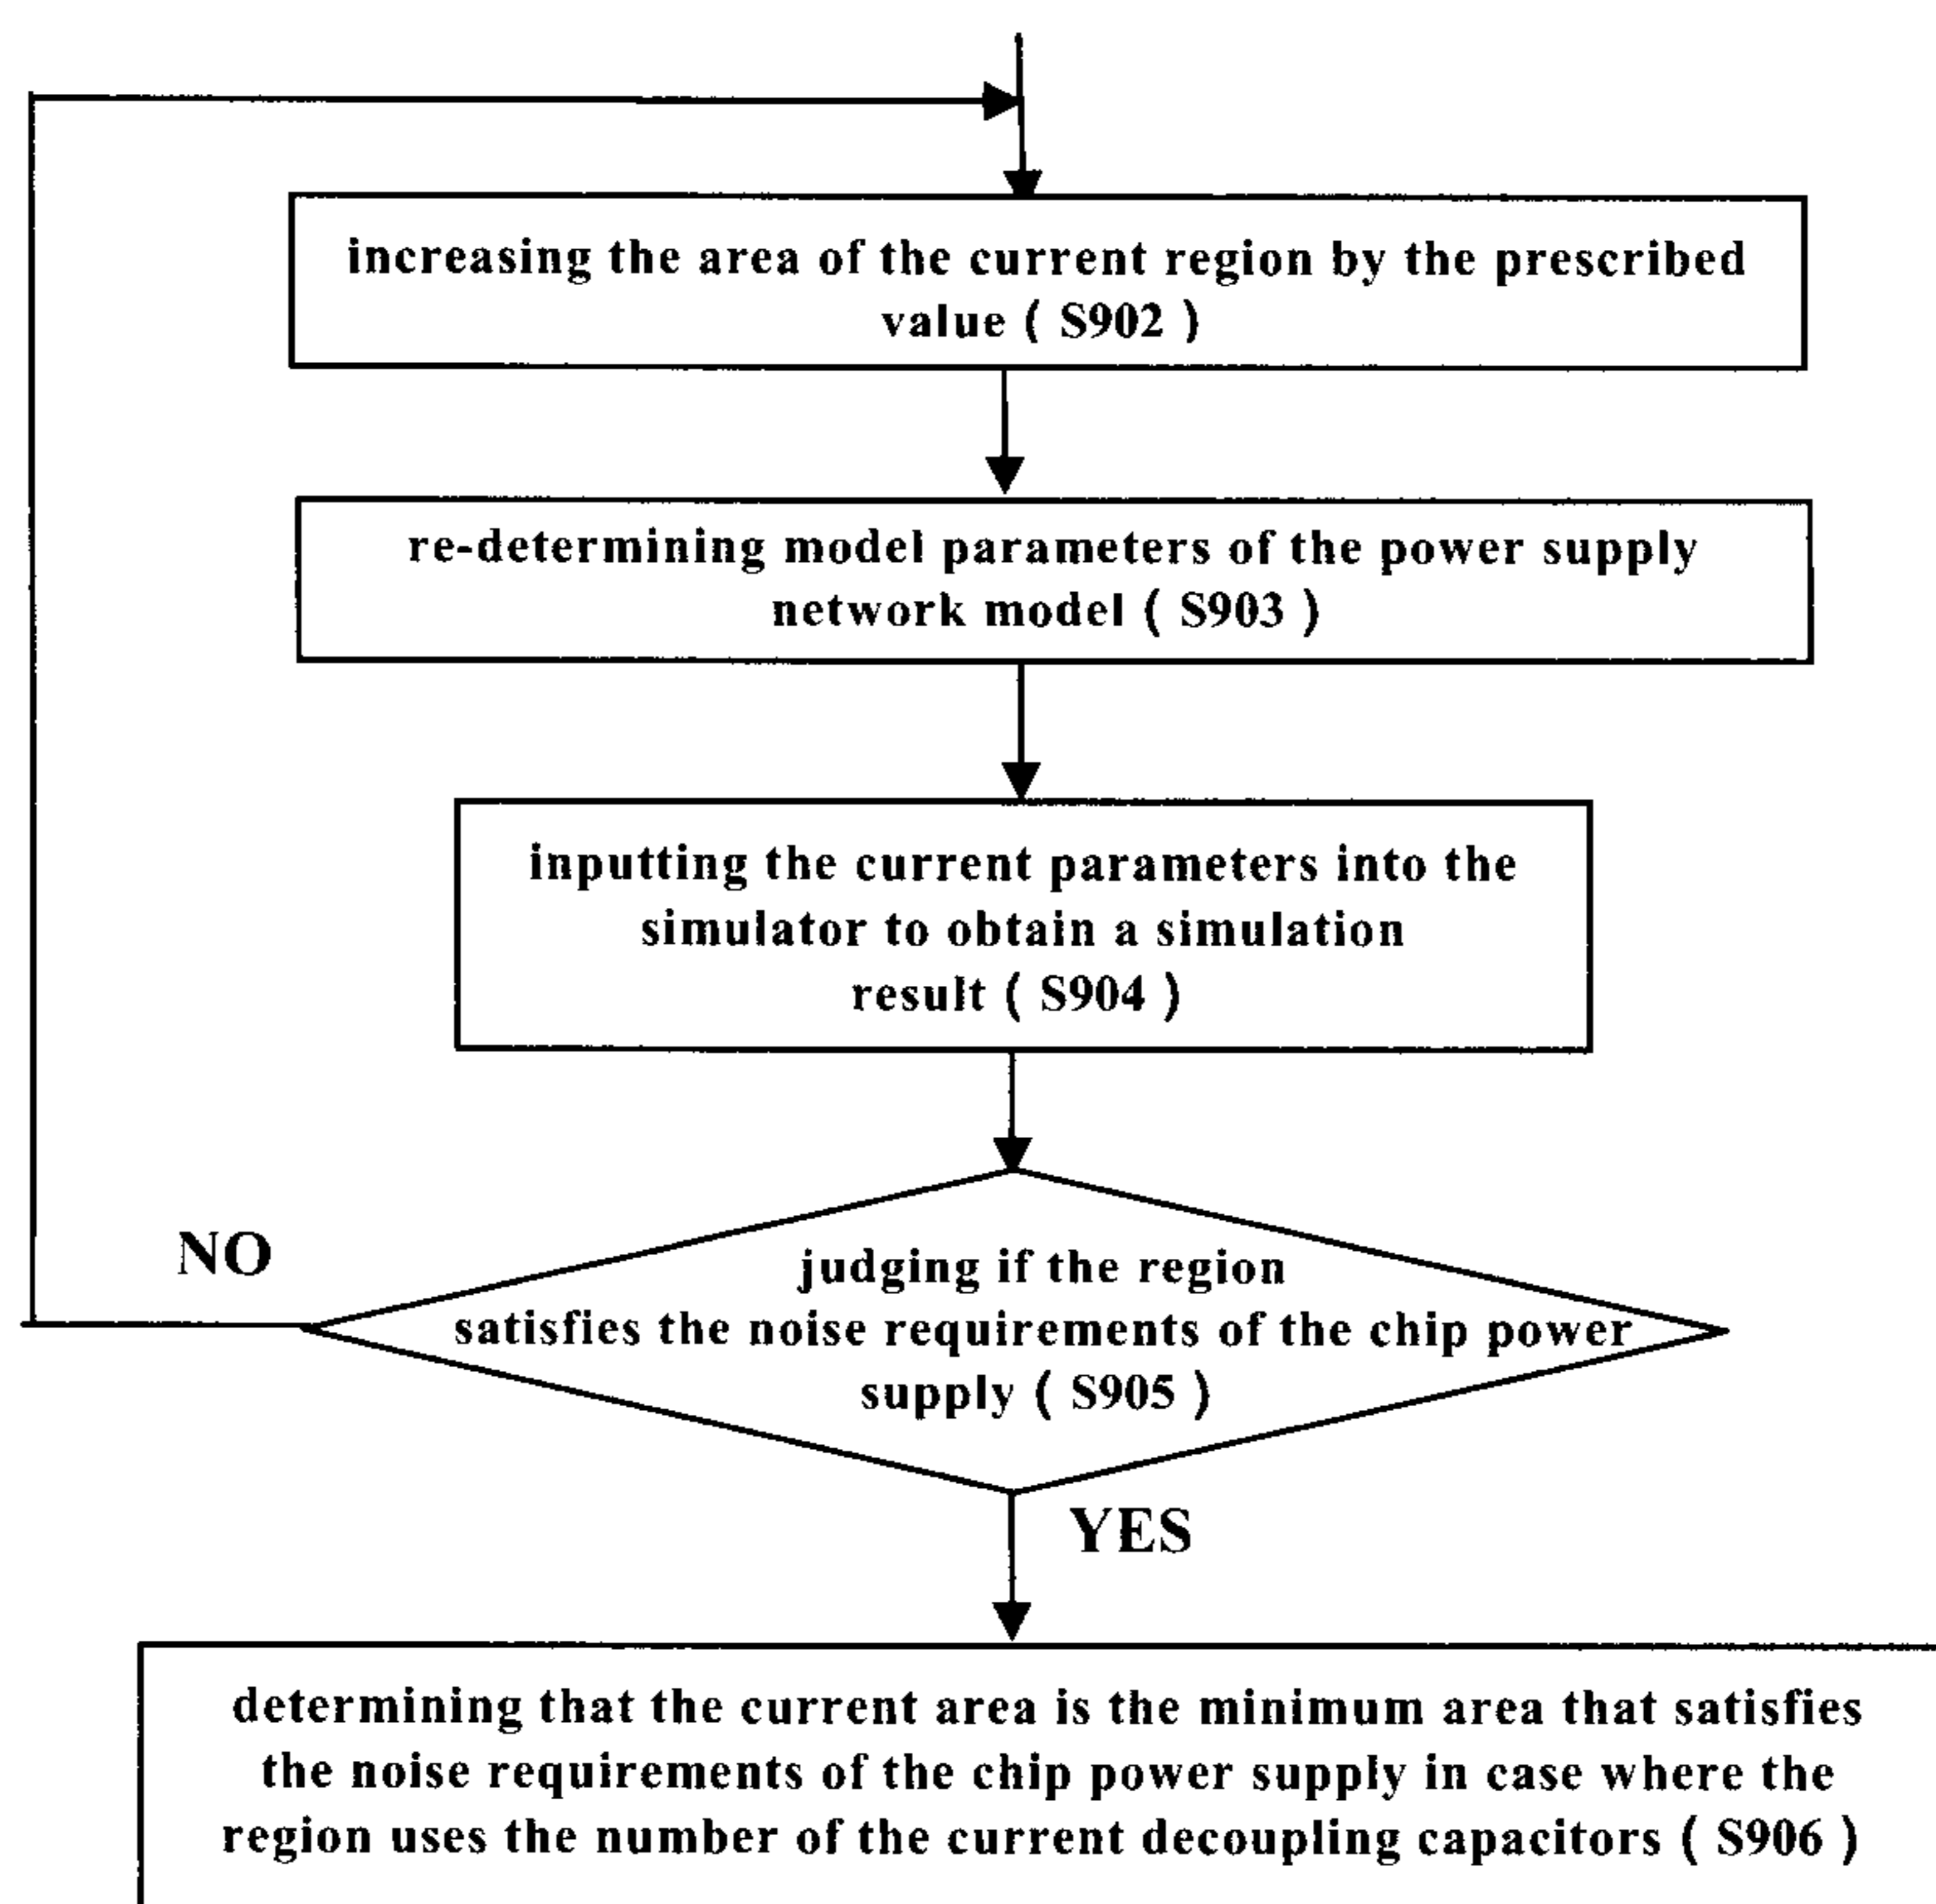 increasing the area of the current region by the prescribed
value ( S902 )
re-determining model parameters of the power supply
network model ( S903 )
inputting the current parameters into the
simulator to obtain a simulation
result ( S904 )
NO
judging if the region
satisfies the noise requirements of the chip power
supply ( S905 )
YES
determining that the current area is the minimum area that satisfies
the noise requirements of the chip power supply in case where the
region uses the number of the current decoupling capacitors ( S906 )